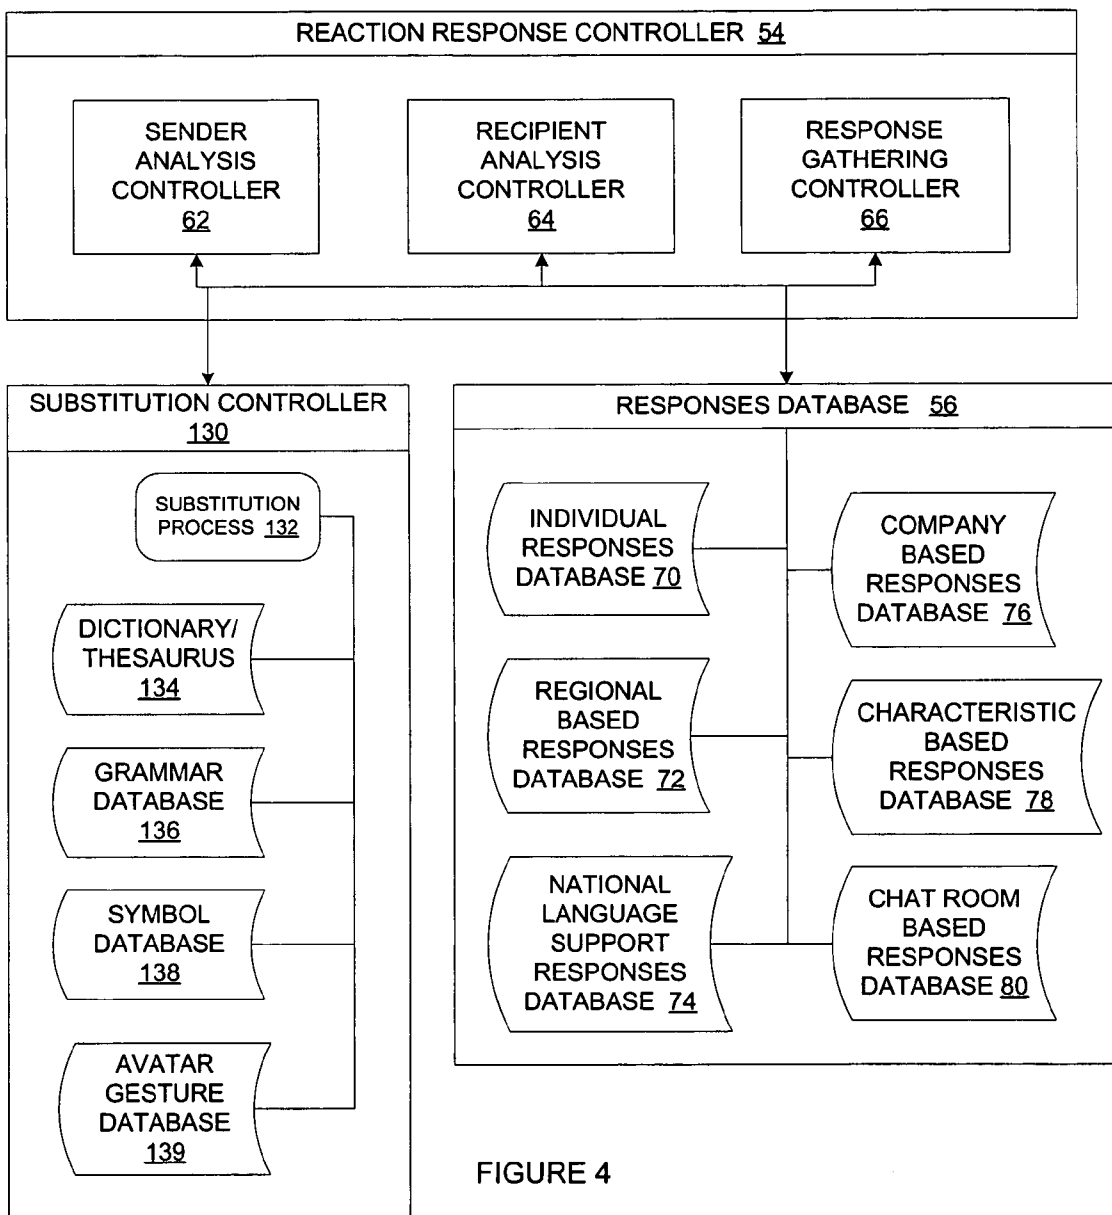 REACTION RESPONSE CONTROLLER 54
SENDER
ANALYSIS
CONTROLLER
62
RECIPIENT
ANALYSIS
CONTROLLER
64
RESPONSE
GATHERING
CONTROLLER
66
SUBSTITUTION CONTROLLER
130
SUBSTITUTION
PROCESS 132
DICTIONARY/
THESAURUS
134
GRAMMAR
DATABASE
136
SYMBOL
DATABASE
138
AVATAR
GESTURE
DATABASE
139
RESPONSES DATABASE 56
INDIVIDUAL
RESPONSES
DATABASE 70
COMPANY
BASED
RESPONSES
DATABASE 76
REGIONAL
BASED
RESPONSES
DATABASE 72
CHARACTERISTIC
BASED
RESPONSES
DATABASE 78
NATIONAL
LANGUAGE
SUPPORT
RESPONSES
DATABASE 74
CHAT ROOM
BASED
RESPONSES
DATABASE 80
FIGURE 4